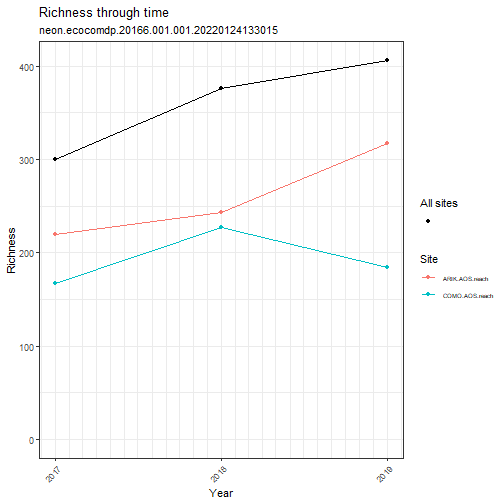 Richness through time
neon.ecocomdp.20166.001.001.20220124133015
400
300
200
100
0
Richness
2017
2018
2019
Year
All sites
Site
ARIK.AOS.reach
COMO.AOS.reach